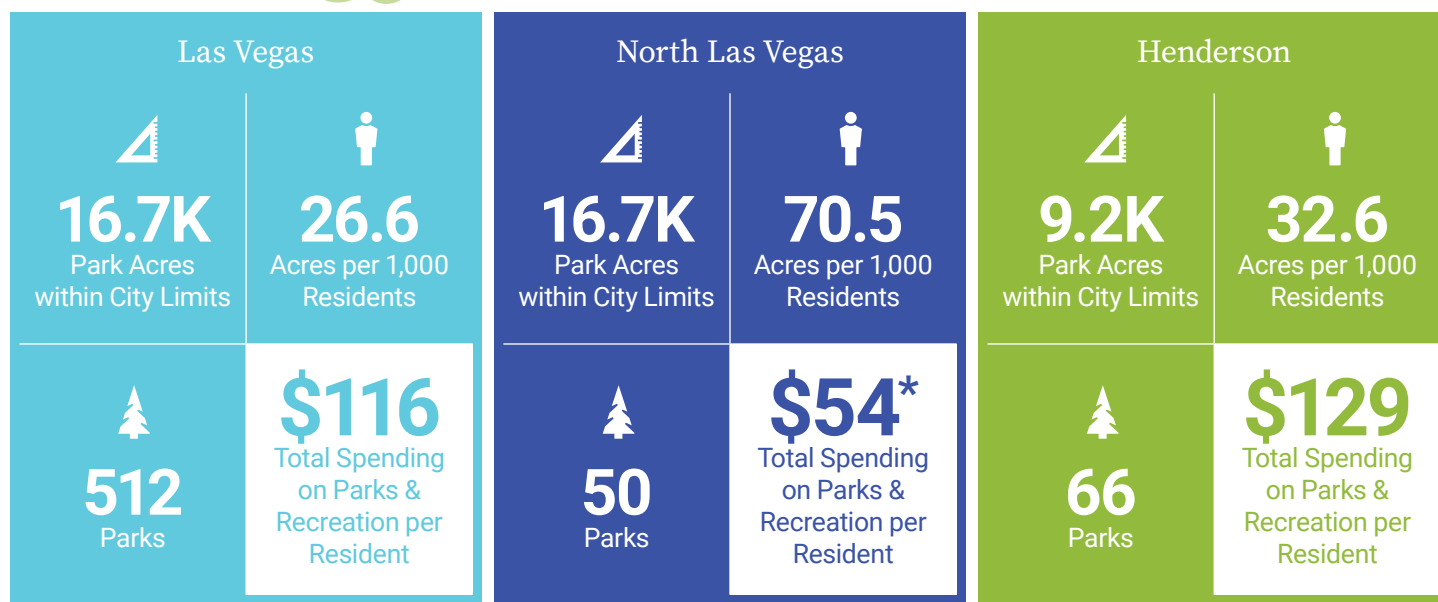 Las Vegas
16.7K
Park Acres
within City Limits
26.6
Acres per 1,000
Residents
512
Parks
$116
Total Spending
on Parks &
Recreation per
Resident
North Las Vegas
16.7K
Park Acres
within City Limits
70.5
Acres per 1,000
Residents
50
Parks
$54*
Total Spending
on Parks &
Recreation per
Resident
Henderson
9.2K
Park Acres
within City Limits
32.6
Acres per 1,000
Residents
66
Parks
$129
Total Spending
on Parks &
Recreation per
Resident